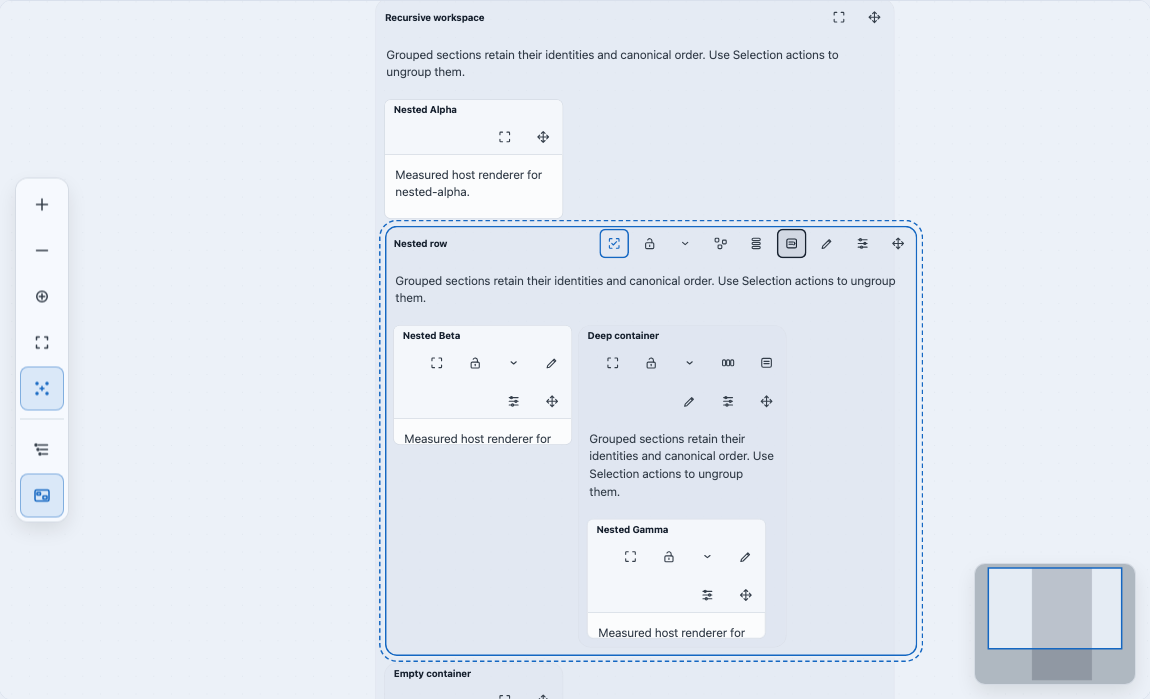 Recursive workspace
Grouped sections retain their identities and canonical order. Use Selection actions to
ungroup them.
Nested Alpha
Measured host renderer for
nested-alpha.
Nested row
Grouped sections retain their identities and canonical order. Use Selection actions to ungroup
them.
Nested Beta
Measured host renderer for
Deep container
Grouped sections retain their
identities and canonical order. Use
Selection actions to ungroup
them.
Nested Gamma
Measured host renderer for
Empty container